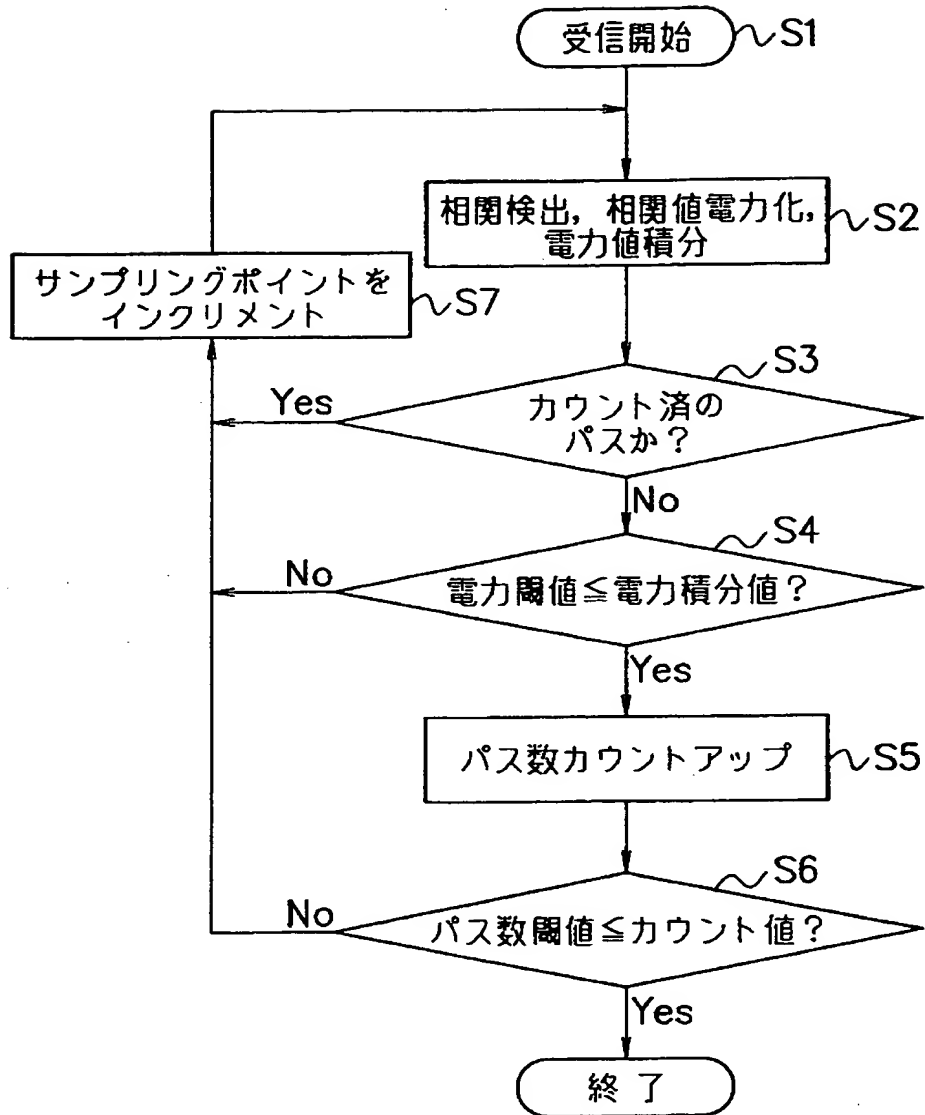 受信開始
S1
相関検出，相関値電力化，
電力値積分
S2
サンプリングポイントを
インクリメント
S7
S3
カウント済の
パスか？
Yes
No
S4
電力閾値≦電力積分値？
No
Yes
パス数カウントアップ
S5
S6
パス数閾値≦カウント値？
No
Yes
終了